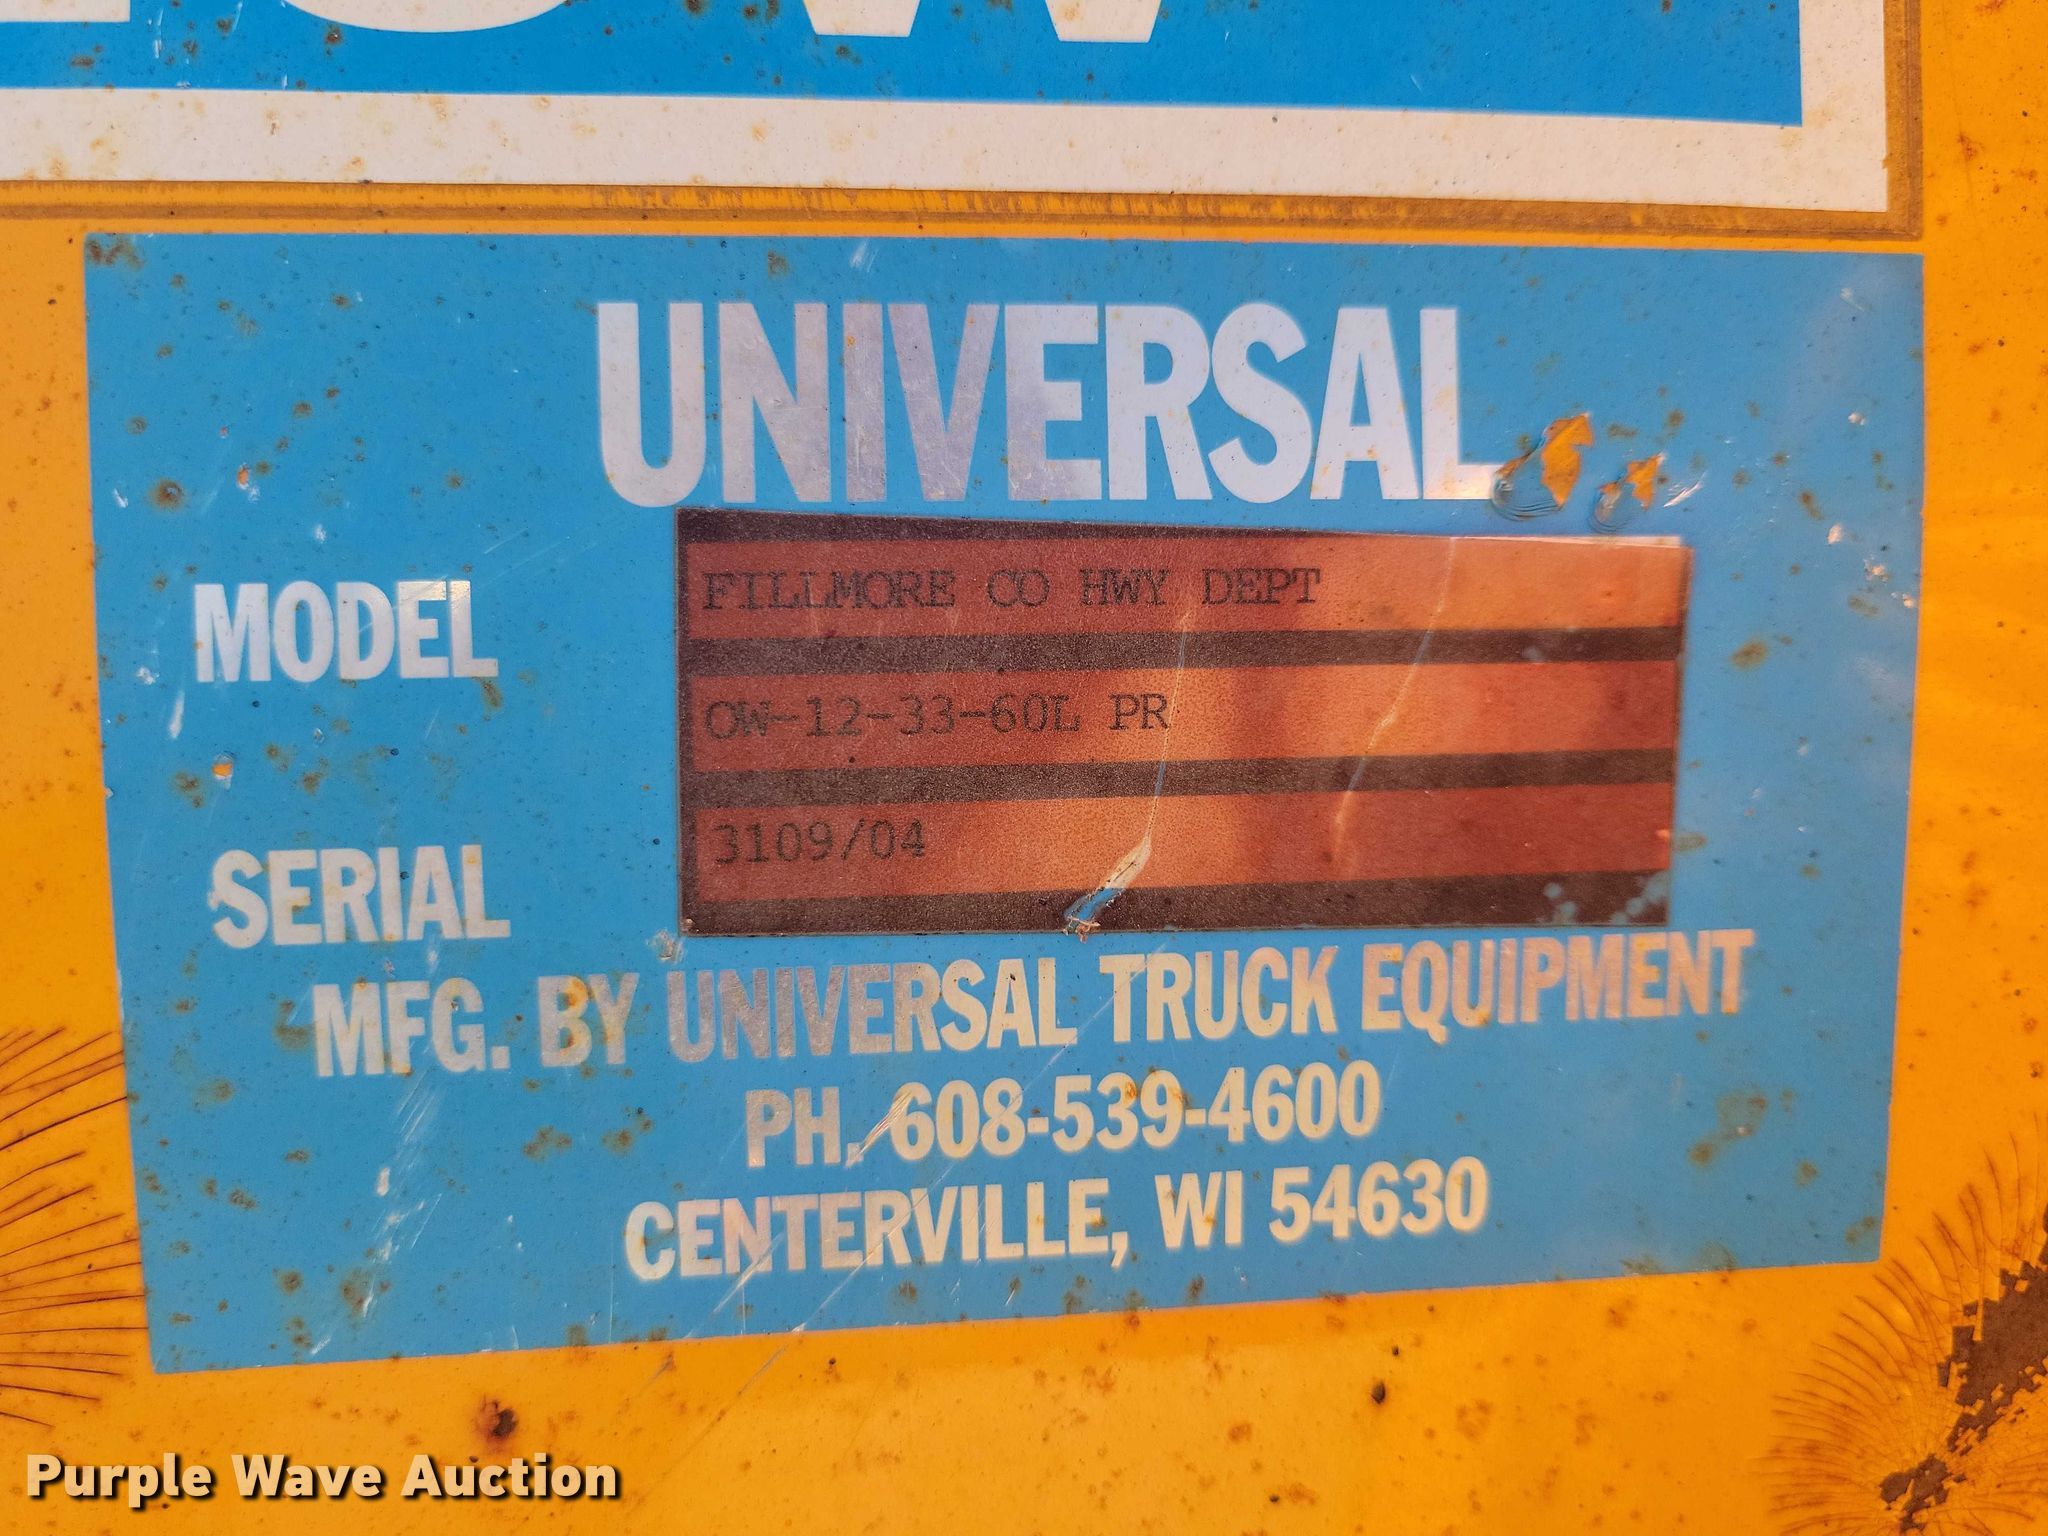 UNIVERSAL
FILLMORE CO HWY DEPT
MODEL OW-12-33-60L PR
SERIAL 3109/04
MFG. BY UNIVERSAL TRUCK EQUIPMENT
PH. 608-539-4600
CENTERVILLE, WI 54630
Purple Wave Auction